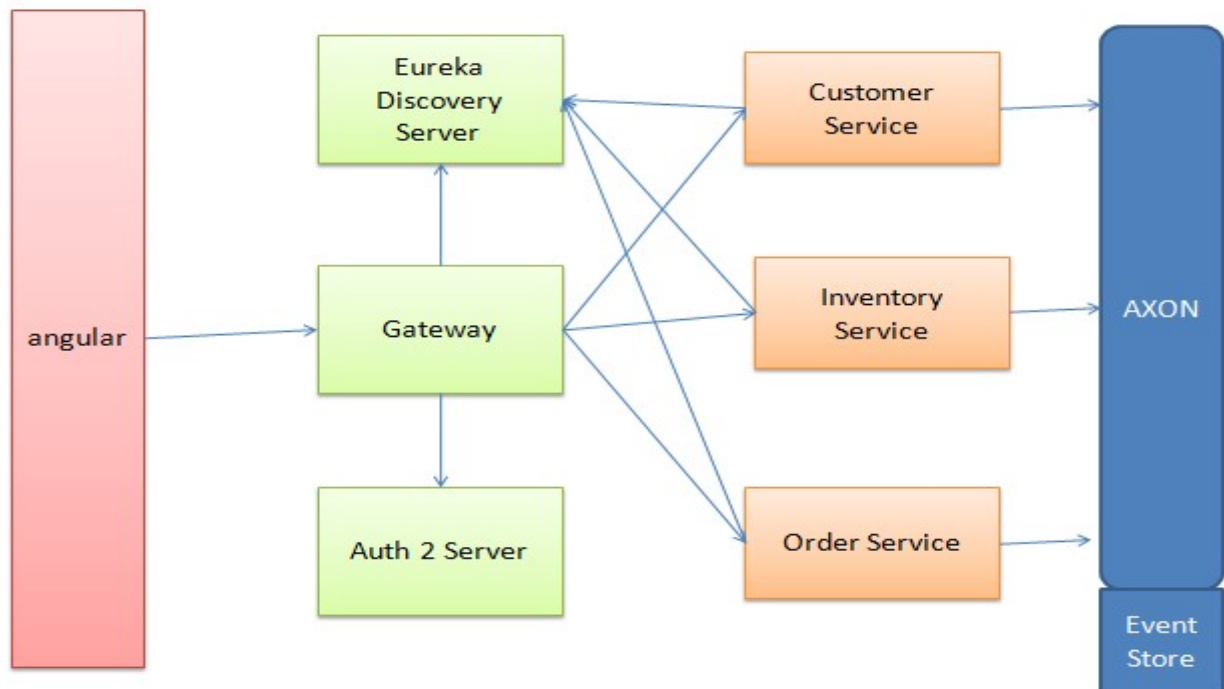 angular
Eureka
Discovery
Server
Gateway
Auth 2 Server
Customer
Service
Inventory
Service
Order Service
AXON
Event
Store